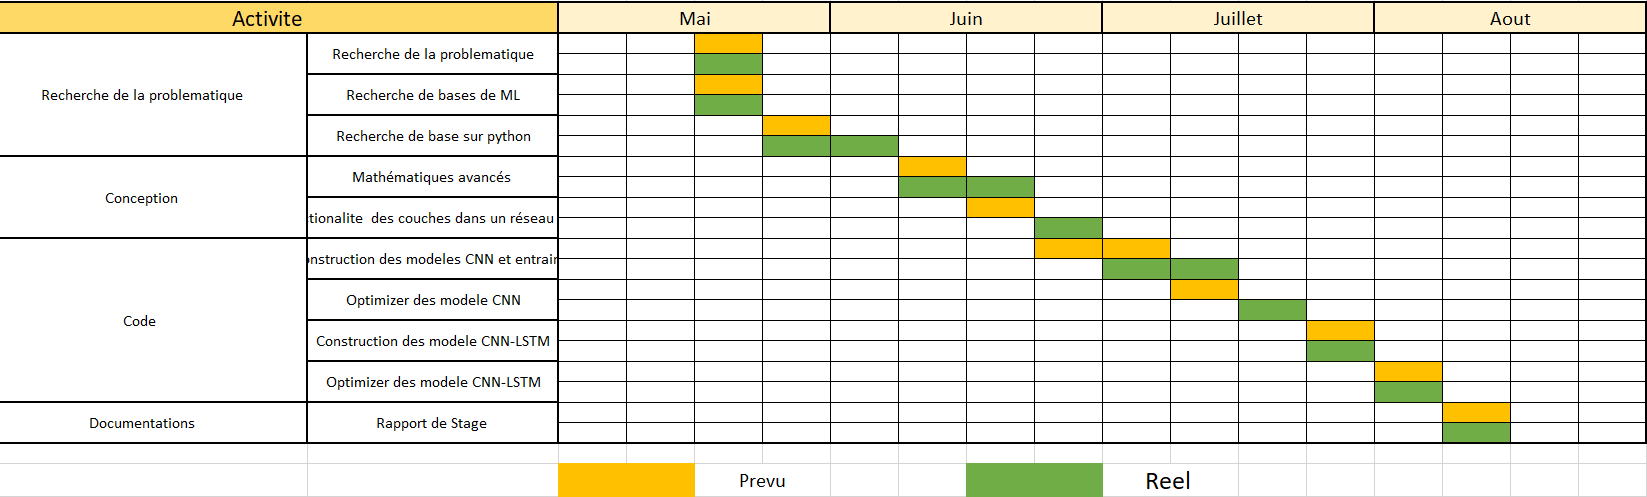 Activite
Mai
Juin
Juillet
Aout
Recherche de la problematique
Recherche de la problematique
Recherche de bases de ML
Recherche de base sur python
Conception
Mathématiques avancés
tionalite des couches dans un réseau
Code
onstruction des modeles CNN et entrain
Optimizer des modele CNN
Construction des modele CNN-LSTM
Optimizer des modele CNN-LSTM
Documentations
Rapport de Stage
Prevu
Reel